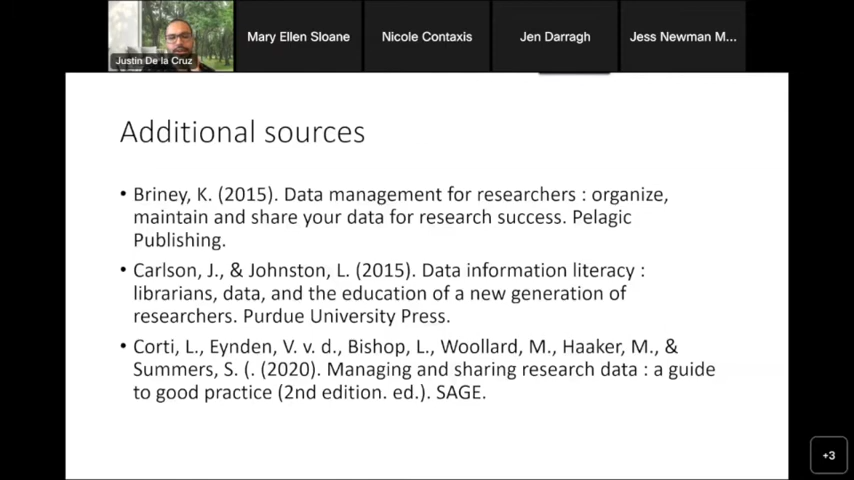 Justin De la Cruz
Mary Ellen Sloane
Nicole Contaxis
Jen Darragh
Jess Newman M...
Additional sources
• Briney, K. (2015). Data management for researchers : organize,
maintain and share your data for research success. Pelagic
Publishing.
• Carlson, J., & Johnston, L. (2015). Data information literacy :
librarians, data, and the education of a new generation of
researchers. Purdue University Press.
• Corti, L., Eynden, V. v. d., Bishop, L., Woollard, M., Haaker, M., &
Summers, S. (. (2020). Managing and sharing research data : a guide
to good practice (2nd edition. ed.). SAGE.
+3